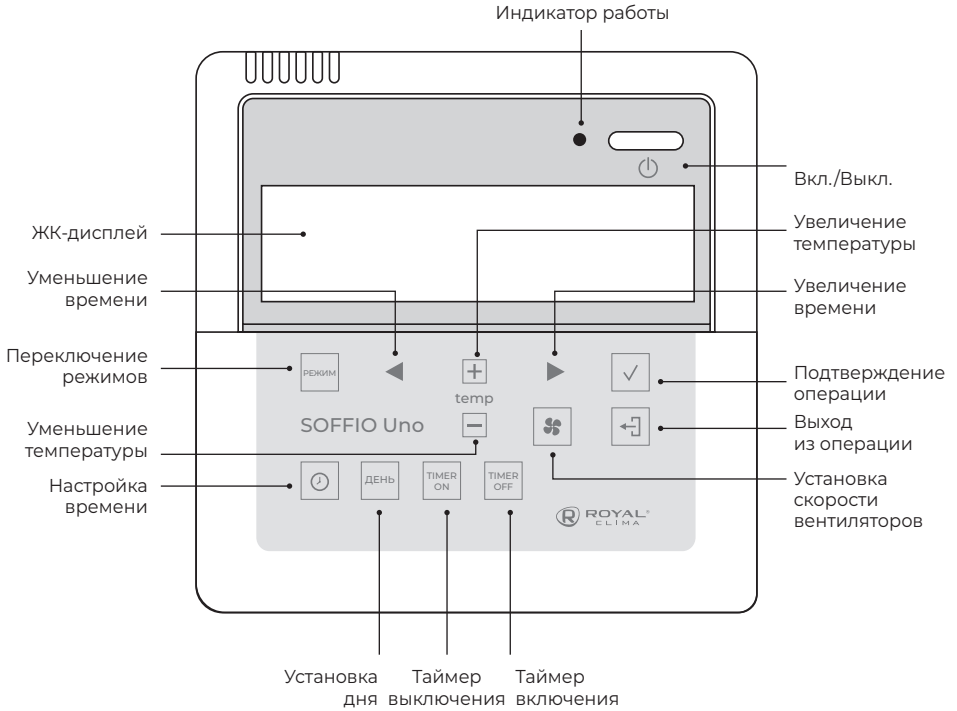 Индикатор работы
Вкл./Выкл.
ЖК-дисплей
Увеличение
температуры
Уменьшение
времени
Увеличение
времени
Переключение
режимов
РЕЖИМ
temp
Подтверждение
операции
SOFFIO Uno
Выход
из операции
Уменьшение
температуры
Настройка
времени
ДЕНЬ
TIMER
ON
TIMER
OFF
Установка
скорости
вентиляторов
R ROYAL®
CLIMA
Установка
дня
Таймер
выключения
Таймер
включения